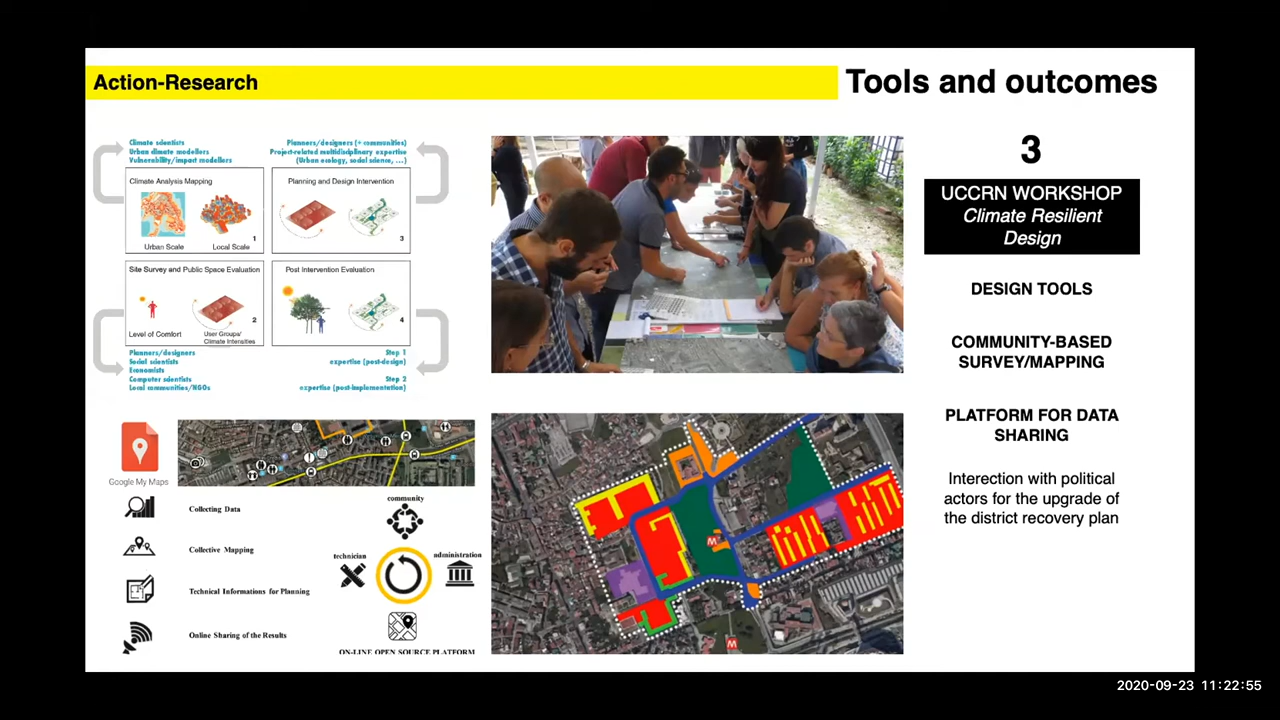 Action-Research
Tools and outcomes
Climate scientists
Urban climate modellers
Vulnerability/impact modellers
Planners/designers (+ communities)
Project-related multidisciplinary expertise
(Urban ecology, social science, ...)
Climate Analysis Mapping
Urban Scale
Local Scale
1
Planning and Design Intervention
3
Site Survey and Public Space Evaluation
Level of Comfort
User Groups/
Climate Intensities
2
Post Intervention Evaluation
4
Planners/designers
Social scientists
Economists
Computer scientists
Local communities/NGOs
Step 1
expertise (post-design)
Step 2
expertise (post-implementation)
Google My Maps
Collecting Data
Collective Mapping
Technical Informations for Planning
Online Sharing of the Results
community
technician
administration
ON-LINE OPEN SOURCE PLATFORM
M
M
3
UCCRN WORKSHOP
Climate Resilient
Design
DESIGN TOOLS
COMMUNITY-BASED
SURVEY/MAPPING
PLATFORM FOR DATA
SHARING
Interection with political
actors for the upgrade of
the district recovery plan
2020-09-23 11:22:55